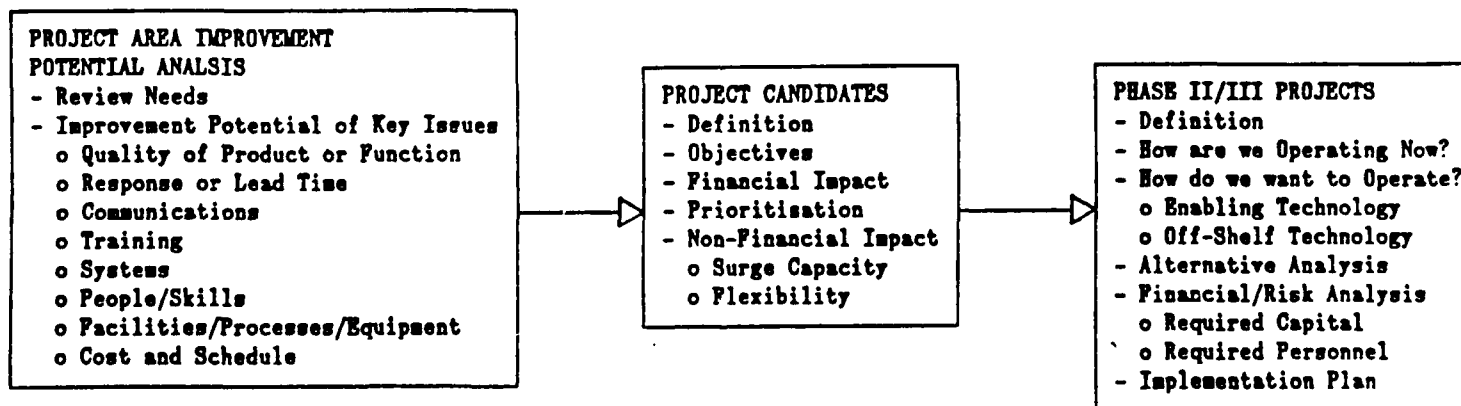 PROJECT AREA IMPROVEMENT
POTENTIAL ANALSIS
- Review Needs
- Improvement Potential of Key Issues
o Quality of Product or Function
o Response or Lead Time
o Communications
o Training
o Systems
o People/Skills
o Facilities/Processes/Equipment
o Cost and Schedule
PROJECT CANDIDATES
- Definition
- Objectives
- Financial Impact
- Prioritisation
- Non-Financial Impact
o Surge Capacity
o Flexibility
PHASE II/III PROJECTS
- Definition
- How are we Operating Now?
- How do we want to Operate?
o Enabling Technology
o Off-Shelf Technology
- Alternative Analysis
- Financial/Risk Analysis
o Required Capital
o Required Personnel
- Implementation Plan